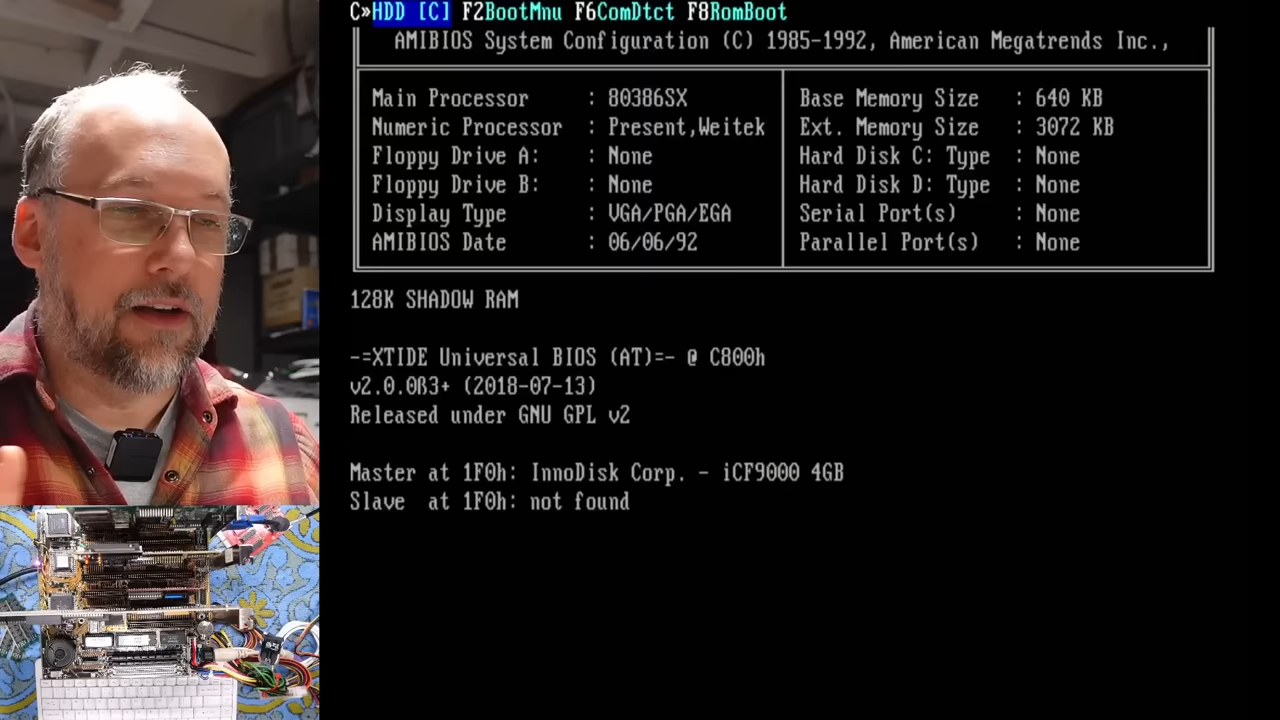 C»HDD [C] F2BootMnu F6ComDtct F8RomBoot
AMIBIOS System Configuration (C) 1985-1992, American Megatrends Inc.,
Main Processor : 80386SX
Numeric Processor : Present,Weitek
Floppy Drive A: : None
Floppy Drive B: : None
Display Type : VGA/PGA/EGA
AMIBIOS Date : 06/06/92
Base Memory Size : 640 KB
Ext. Memory Size : 3072 KB
Hard Disk C: Type : None
Hard Disk D: Type : None
Serial Port(s) : None
Parallel Port(s) : None
128K SHADOW RAM
-=XTIDE Universal BIOS (AT)=- @ C800h
v2.0.0ß3+ (2018-07-13)
Released under GNU GPL v2
Master at 1F0h: InnoDisk Corp. - iCF9000 4GB
Slave at 1F0h: not found